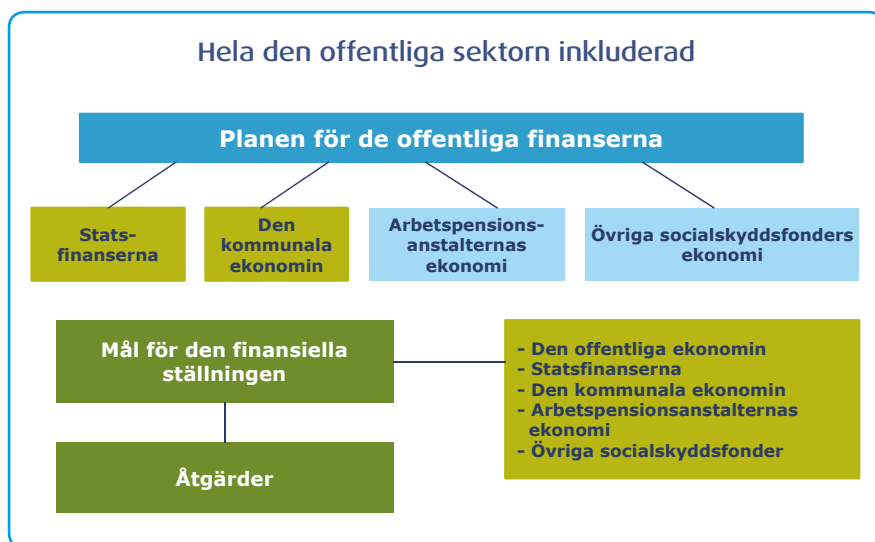 Hela den offentliga sektorn inkluderad
Planen för de offentliga finanserna
Stats-
finanserna
Den
kommunala
ekonomin
Arbetspensions-
anstalternas
ekonomi
Övriga socialskyddsfonders
ekonomi
Mål för den finansiella
ställningen
- Den offentliga ekonomin
- Statsfinanserna
- Den kommunala ekonomin
- Arbetspensionsanstalternas
ekonomi
- Övriga socialskyddsfonder
Åtgärder